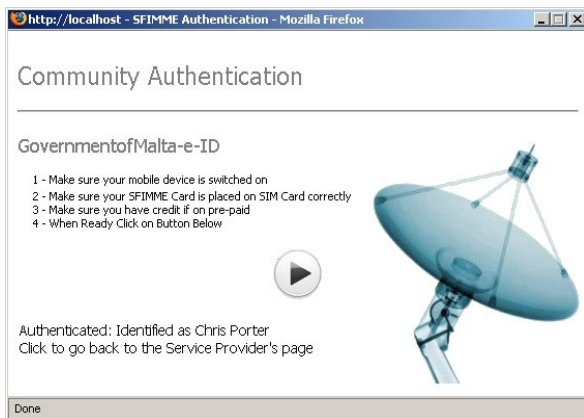 http://localhost - SFIMME Authentication - Mozilla Firefox
Community Authentication
GovernmentofMalta-e-ID
1 - Make sure your mobile device is switched on
2 - Make sure your SFIMME Card is placed on SIM Card correctly
3 - Make sure you have credit if on pre-paid
4 - When Ready Click on Button Below
Authenticated: Identified as Chris Porter
Click to go back to the Service Provider's page
Done